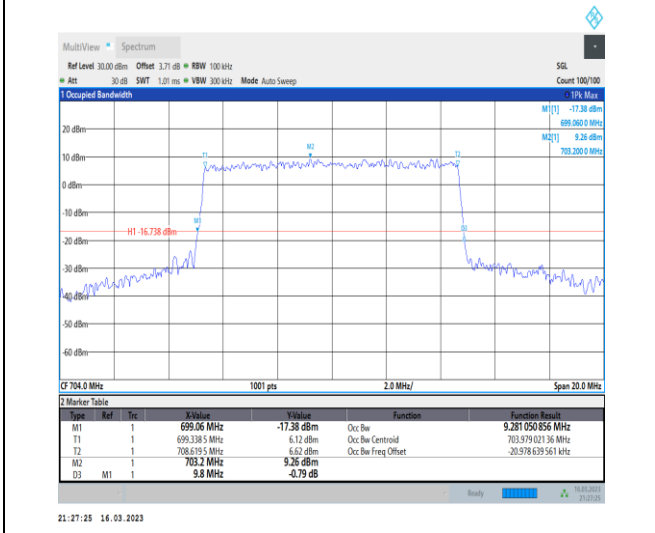 MultiView Spectrum
Ref Level 30.00 dBm Offset 3.71 dB RBW 100 kHz SGL
Att 30 dB SWT 1.01 ms VBW 300 kHz Mode Auto Sweep Count 100/100
1 Occupied Bandwidth 1Pk Max
M1[1] -17.38 dBm
699.060 0 MHz
M2[1] 9.26 dBm
703.200 0 MHz
20 dBm
M2
T1 T2
10 dBm
0 dBm
-10 dBm
M1
H1 -16.738 dBm
D3
-20 dBm
-30 dBm
-40 dBm
-50 dBm
-60 dBm
CF 704.0 MHz 1001 pts 2.0 MHz/ Span 20.0 MHz
2 Marker Table
Type Ref Trc X-Value Y-Value Function Function Result
M1 1 699.06 MHz -17.38 dBm Occ Bw 9.281 050 856 MHz
T1 1 699.338 5 MHz 6.12 dBm Occ Bw Centroid 703.979 021 36 MHz
T2 1 708.619 5 MHz 6.62 dBm Occ Bw Freq Offset -20.978 639 561 kHz
M2 1 703.2 MHz 9.26 dBm
D3 M1 1 9.8 MHz -0.79 dB
Ready 16.03.2023
21:27:25
21:27:25 16.03.2023